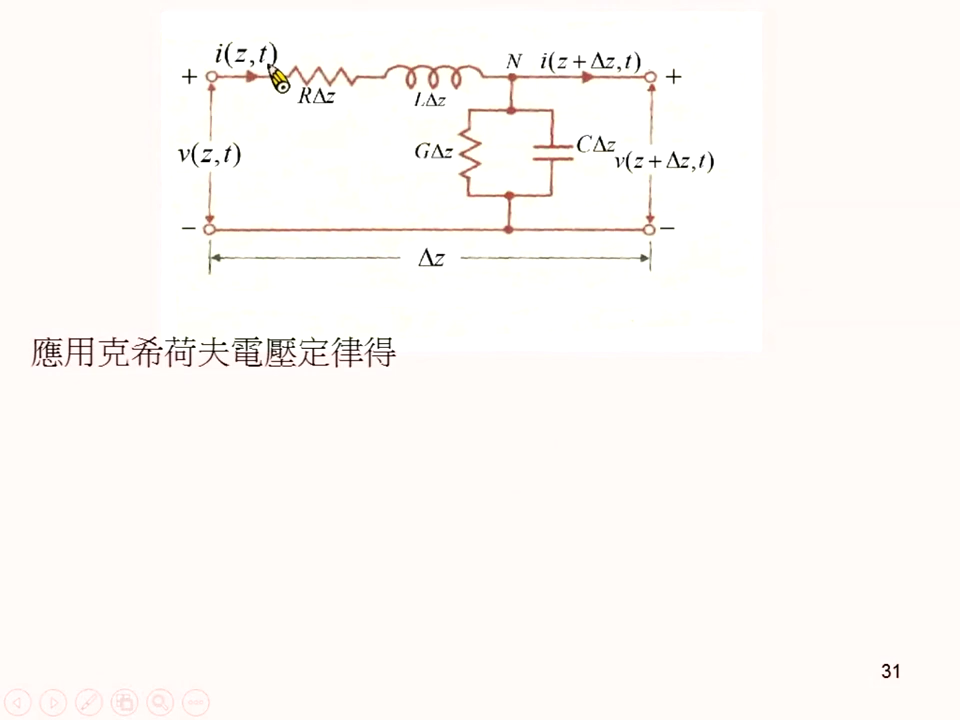 i(z,t)
N i(z+Δz,t)
+ +
RΔz LΔz
v(z,t) GΔz CΔz v(z+Δz,t)
− −
Δz
應用克希荷夫電壓定律得
31